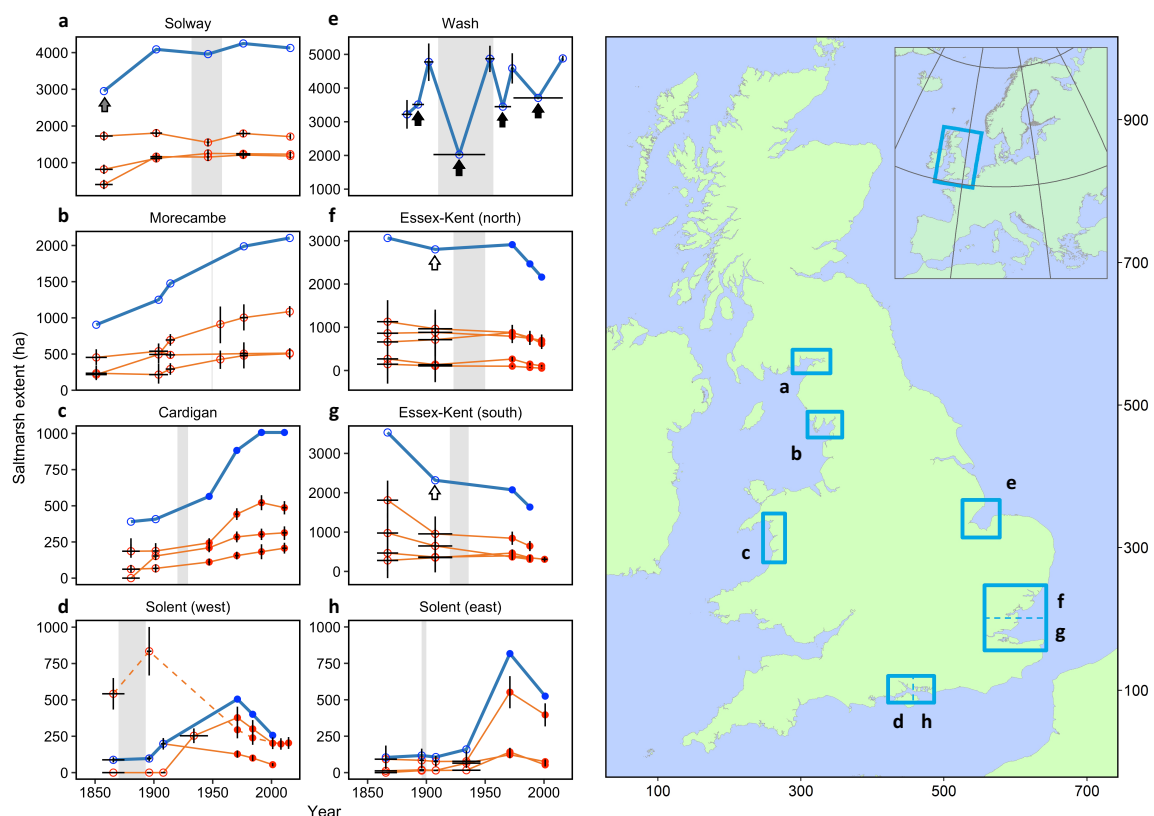 a
Solway
4000
3000
2000
1000
e
Wash
5000
4000
3000
2000
1000
b
Morecambe
2000
1500
1000
500
0
f
Essex-Kent (north)
3000
2000
1000
0
c
Cardigan
1000
750
500
250
0
g
Essex-Kent (south)
3000
2000
1000
0
d
Solent (west)
1000
750
500
250
0
1850 1900 1950 2000
h
Solent (east)
1000
750
500
250
0
1850 1900 1950 2000
Saltmarsh extent (ha)
Year
a
b
c
d h
e
f
g
900
700
500
300
100
100 300 500 700